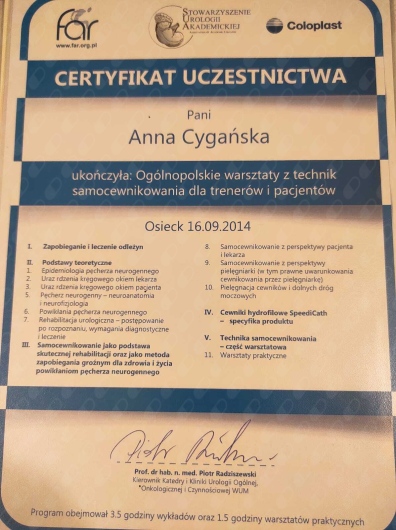 far
www.far.org.pl
STOWARZYSZENIE
UROLOGII
AKADEMICKIEJ
Coloplast
CERTYFIKAT UCZESTNICTWA
Pani
Anna Cygańska
ukończyła: Ogólnopolskie warsztaty z technik
samocewnikowania dla trenerów i pacjentów
Osieck 16.09.2014
I. Zapobieganie i leczenie odleżyn
II. Podstawy teoretyczne
1. Epidemiologia pęcherza neurogennego
2. Uraz rdzenia kręgowego okiem lekarza
3. Uraz rdzenia kręgowego okiem pacjenta
5. Pęcherz neurogenny – neuroanatomia
i neurofizjologia
6. Powikłania pęcherza neurogennego
7. Rehabilitacja urologiczna – postępowanie
po rozpoznaniu, wymagania diagnostyczne
i leczenie
III. Samocewnikowanie jako podstawa
skutecznej rehabilitacji oraz jako metoda
zapobiegania groźnym dla zdrowia i życia
powikłaniom pęcherza neurogennego
8. Samocewnikowanie z perspektywy pacjenta
i lekarza
9. Samocewnikowanie z perspektywy
pielęgniarki (w tym prawne uwarunkowania
cewnikowania przez pielęgniarkę)
10. Pielęgnacja cewników i dolnych dróg
moczowych
IV. Cewniki hydrofilowe SpeediCath
– specyfika produktu
V. Technika samocewnikowania
– część warsztatowa
11. Warsztaty praktyczne
Prof. dr hab. n. med. Piotr Radziszewski
Kierownik Katedry i Kliniki Urologii Ogólnej,
Onkologicznej i Czynnościowej WUM
Program obejmował 3.5 godziny wykładów oraz 1.5 godziny warsztatów praktycznych